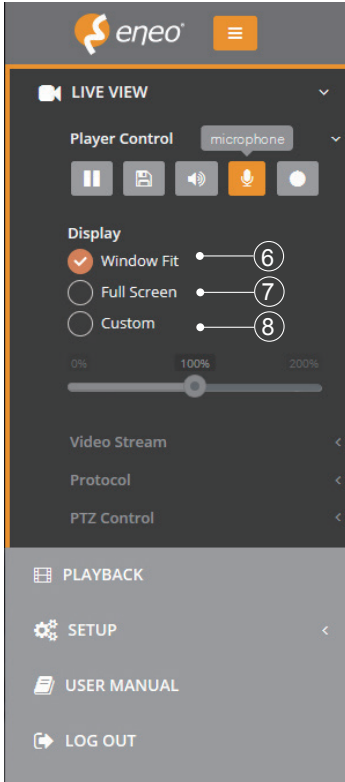 eneo
LIVE VIEW
Player Control
microphone
Display
Window Fit 6
Full Screen 7
Custom 8
0% 100% 200%
Video Stream
Protocol
PTZ Control
PLAYBACK
SETUP
USER MANUAL
LOG OUT